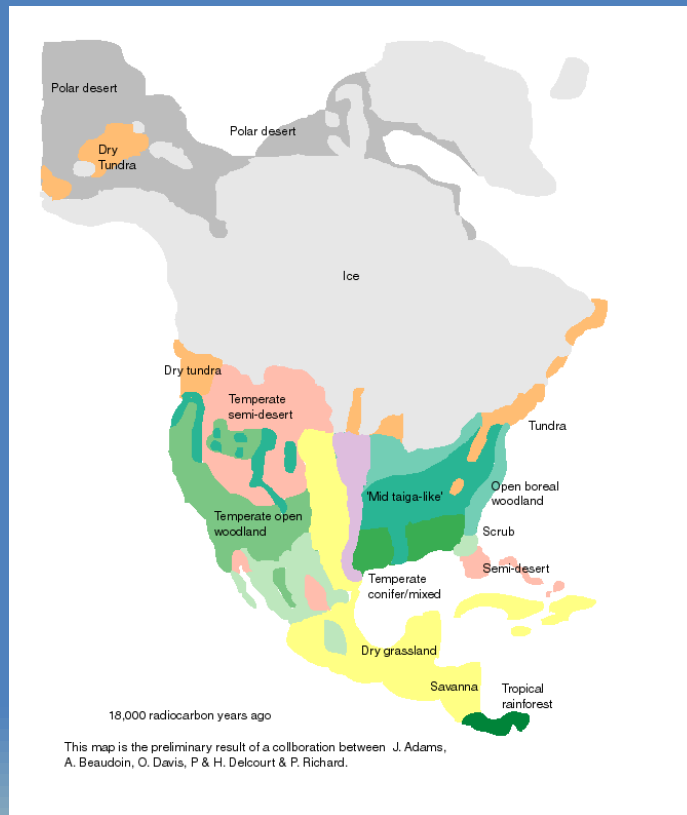 Polar desert
Polar desert
Dry
Tundra
Ice
Dry tundra
Temperate
semi-desert
Tundra
'Mid taiga-like'
Open boreal
woodland
Temperate open
woodland
Scrub
Semi-desert
Temperate
conifer/mixed
Dry grassland
Savanna
Tropical
rainforest
18,000 radiocarbon years ago
This map is the preliminary result of a collboration between J. Adams,
A. Beaudoin, O. Davis, P & H. Delcourt & P. Richard.